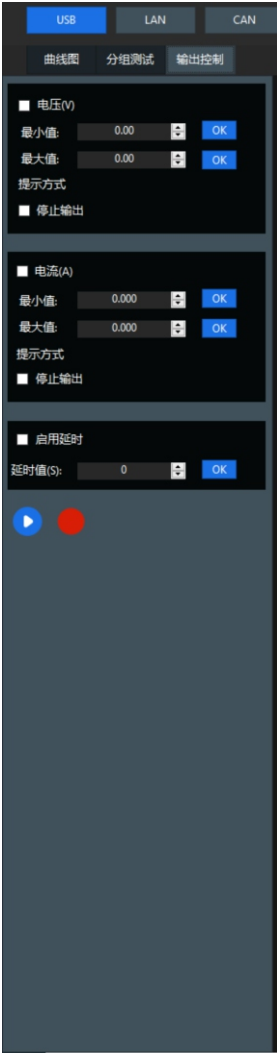 USB LAN CAN
曲线图 分组测试 输出控制
电压(V)
最小值: 0.00 OK
最大值: 0.00 OK
提示方式
停止输出
电流(A)
最小值: 0.000 OK
最大值: 0.000 OK
提示方式
停止输出
启用延时
延时值(S): 0 OK